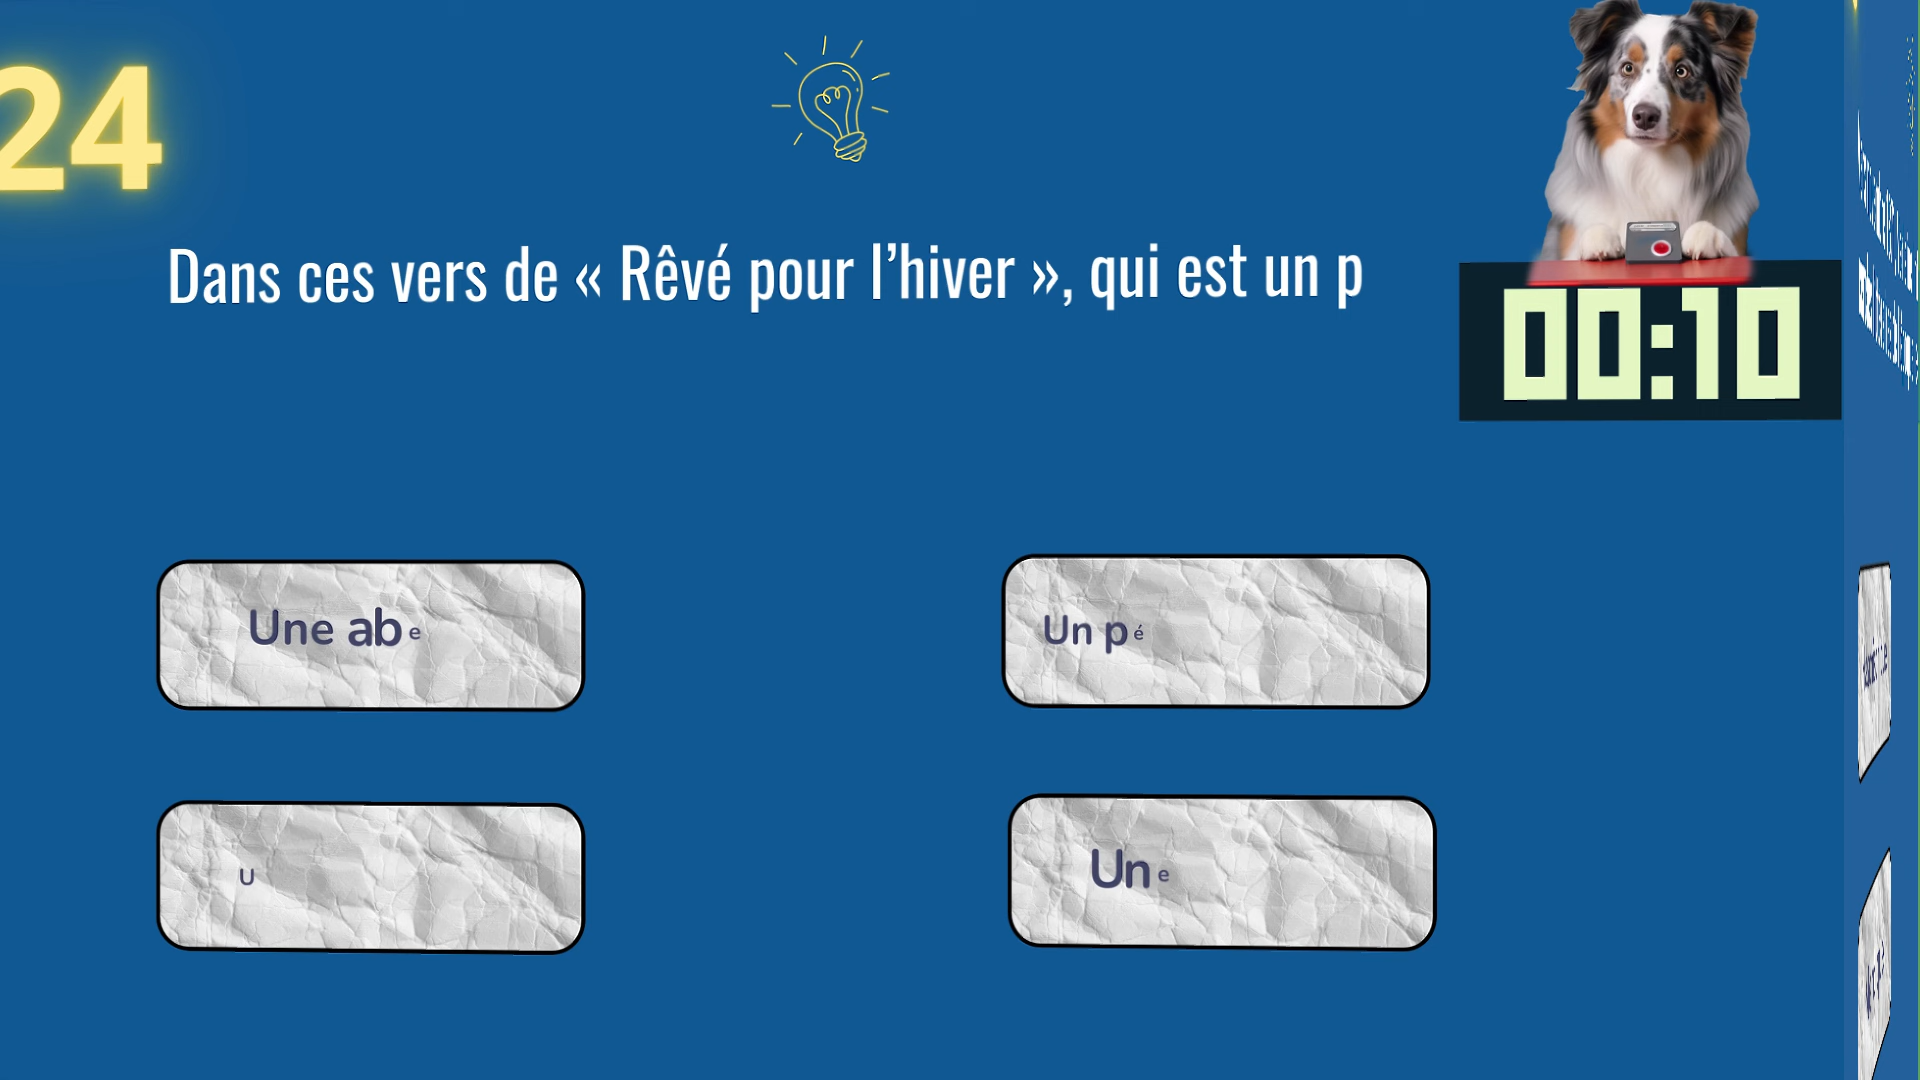 24
Dans ces vers de « Rêvé pour l’hiver », qui est un p
00:10
Une ab e
Un p é
U
Un e